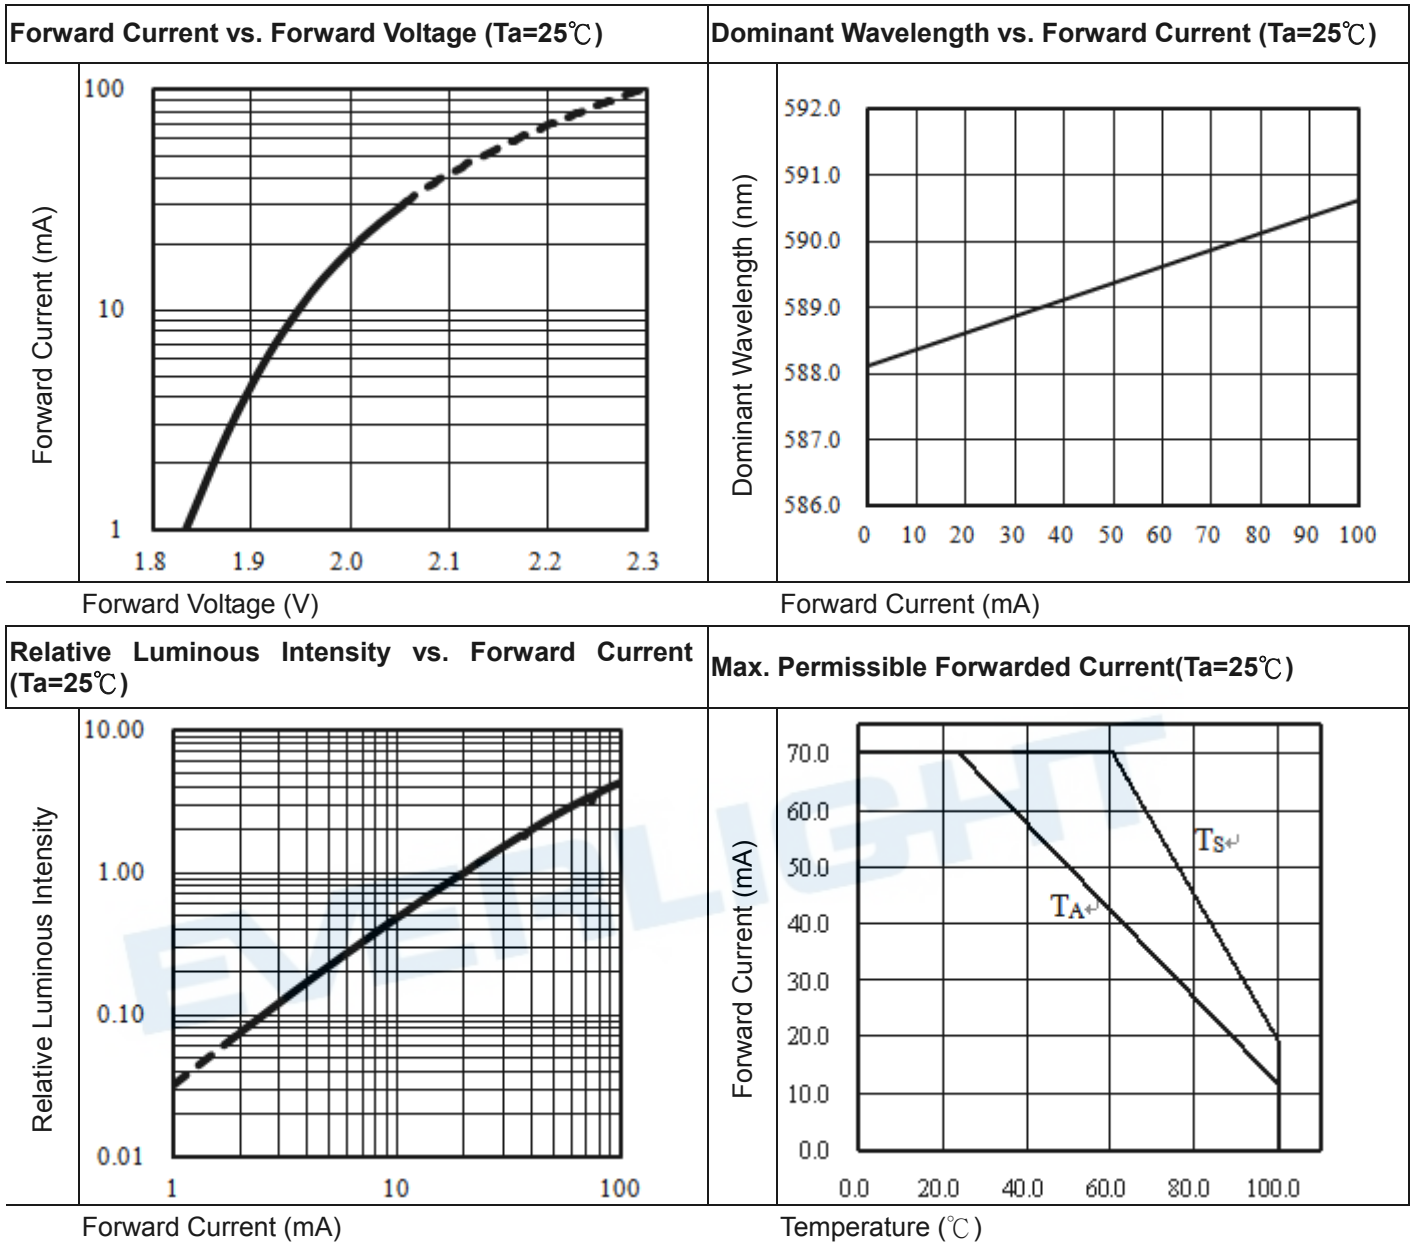 Forward Current vs. Forward Voltage (Ta=25℃)
Forward Current (mA)
100
10
1
1.8 1.9 2.0 2.1 2.2 2.3
Forward Voltage (V)
Dominant Wavelength vs. Forward Current (Ta=25℃)
Dominant Wavelength (nm)
592.0
591.0
590.0
589.0
588.0
587.0
586.0
0 10 20 30 40 50 60 70 80 90 100
Forward Current (mA)
Relative Luminous Intensity vs. Forward Current
(Ta=25℃)
Relative Luminous Intensity
10.00
1.00
0.10
0.01
1 10 100
Forward Current (mA)
Max. Permissible Forwarded Current(Ta=25℃)
Forward Current (mA)
70.0
60.0
50.0
40.0
30.0
20.0
10.0
0.0
TS↵
TA↵
0.0 20.0 40.0 60.0 80.0 100.0
Temperature (℃)
EVERLIGHT